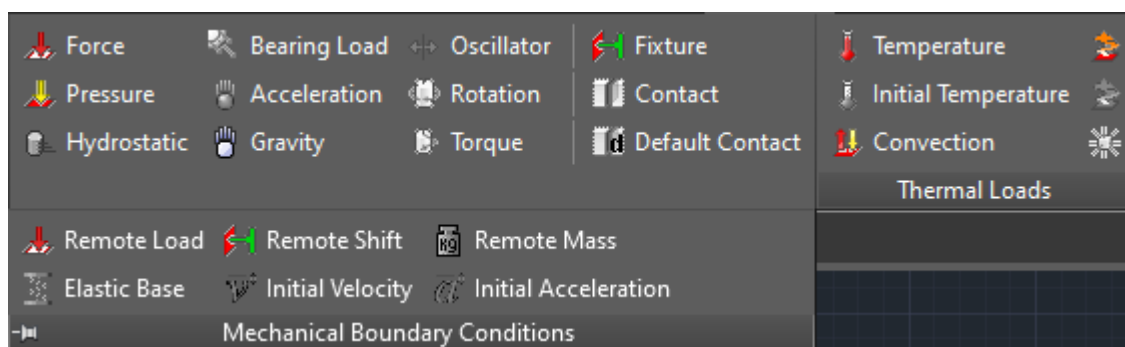 Force Bearing Load Oscillator Fixture Temperature
Pressure Acceleration Rotation Contact Initial Temperature
Hydrostatic Gravity Torque d Default Contact Convection
Thermal Loads
Remote Load Remote Shift Kg Remote Mass
Elastic Base Initial Velocity Initial Acceleration
Mechanical Boundary Conditions